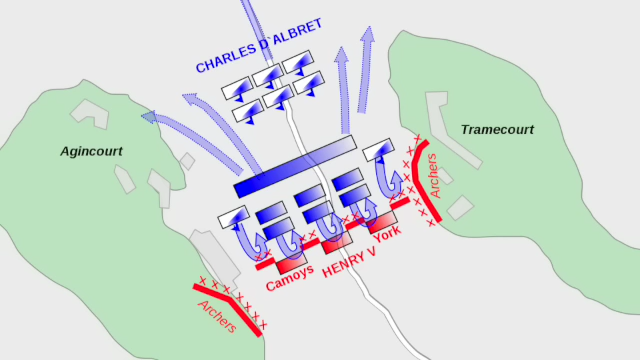 CHARLES D`ALBRET
Agincourt
Tramecourt
Archers
York
HENRY V
Camoys
Archers